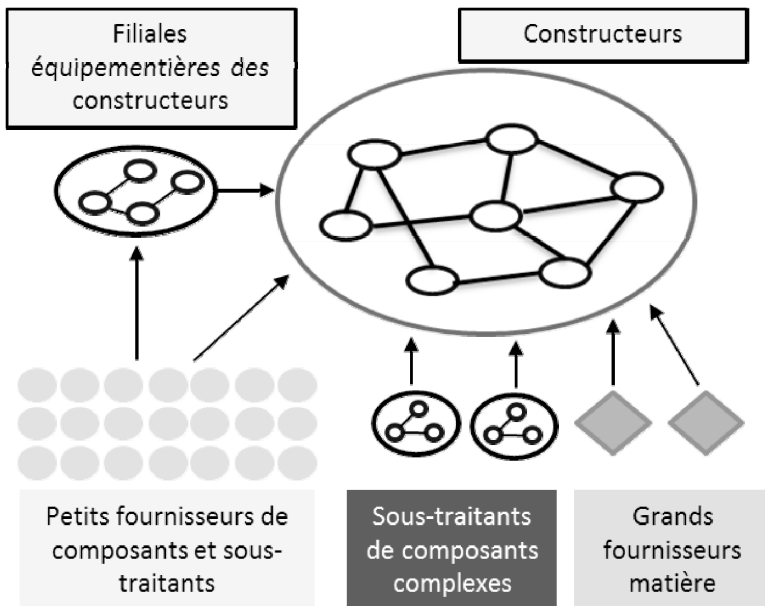 Filiales
équipementières des
constructeurs
Constructeurs
Petits fournisseurs de
composants et sous-
traitants
Sous-traitants
de composants
complexes
Grands
fournisseurs
matière